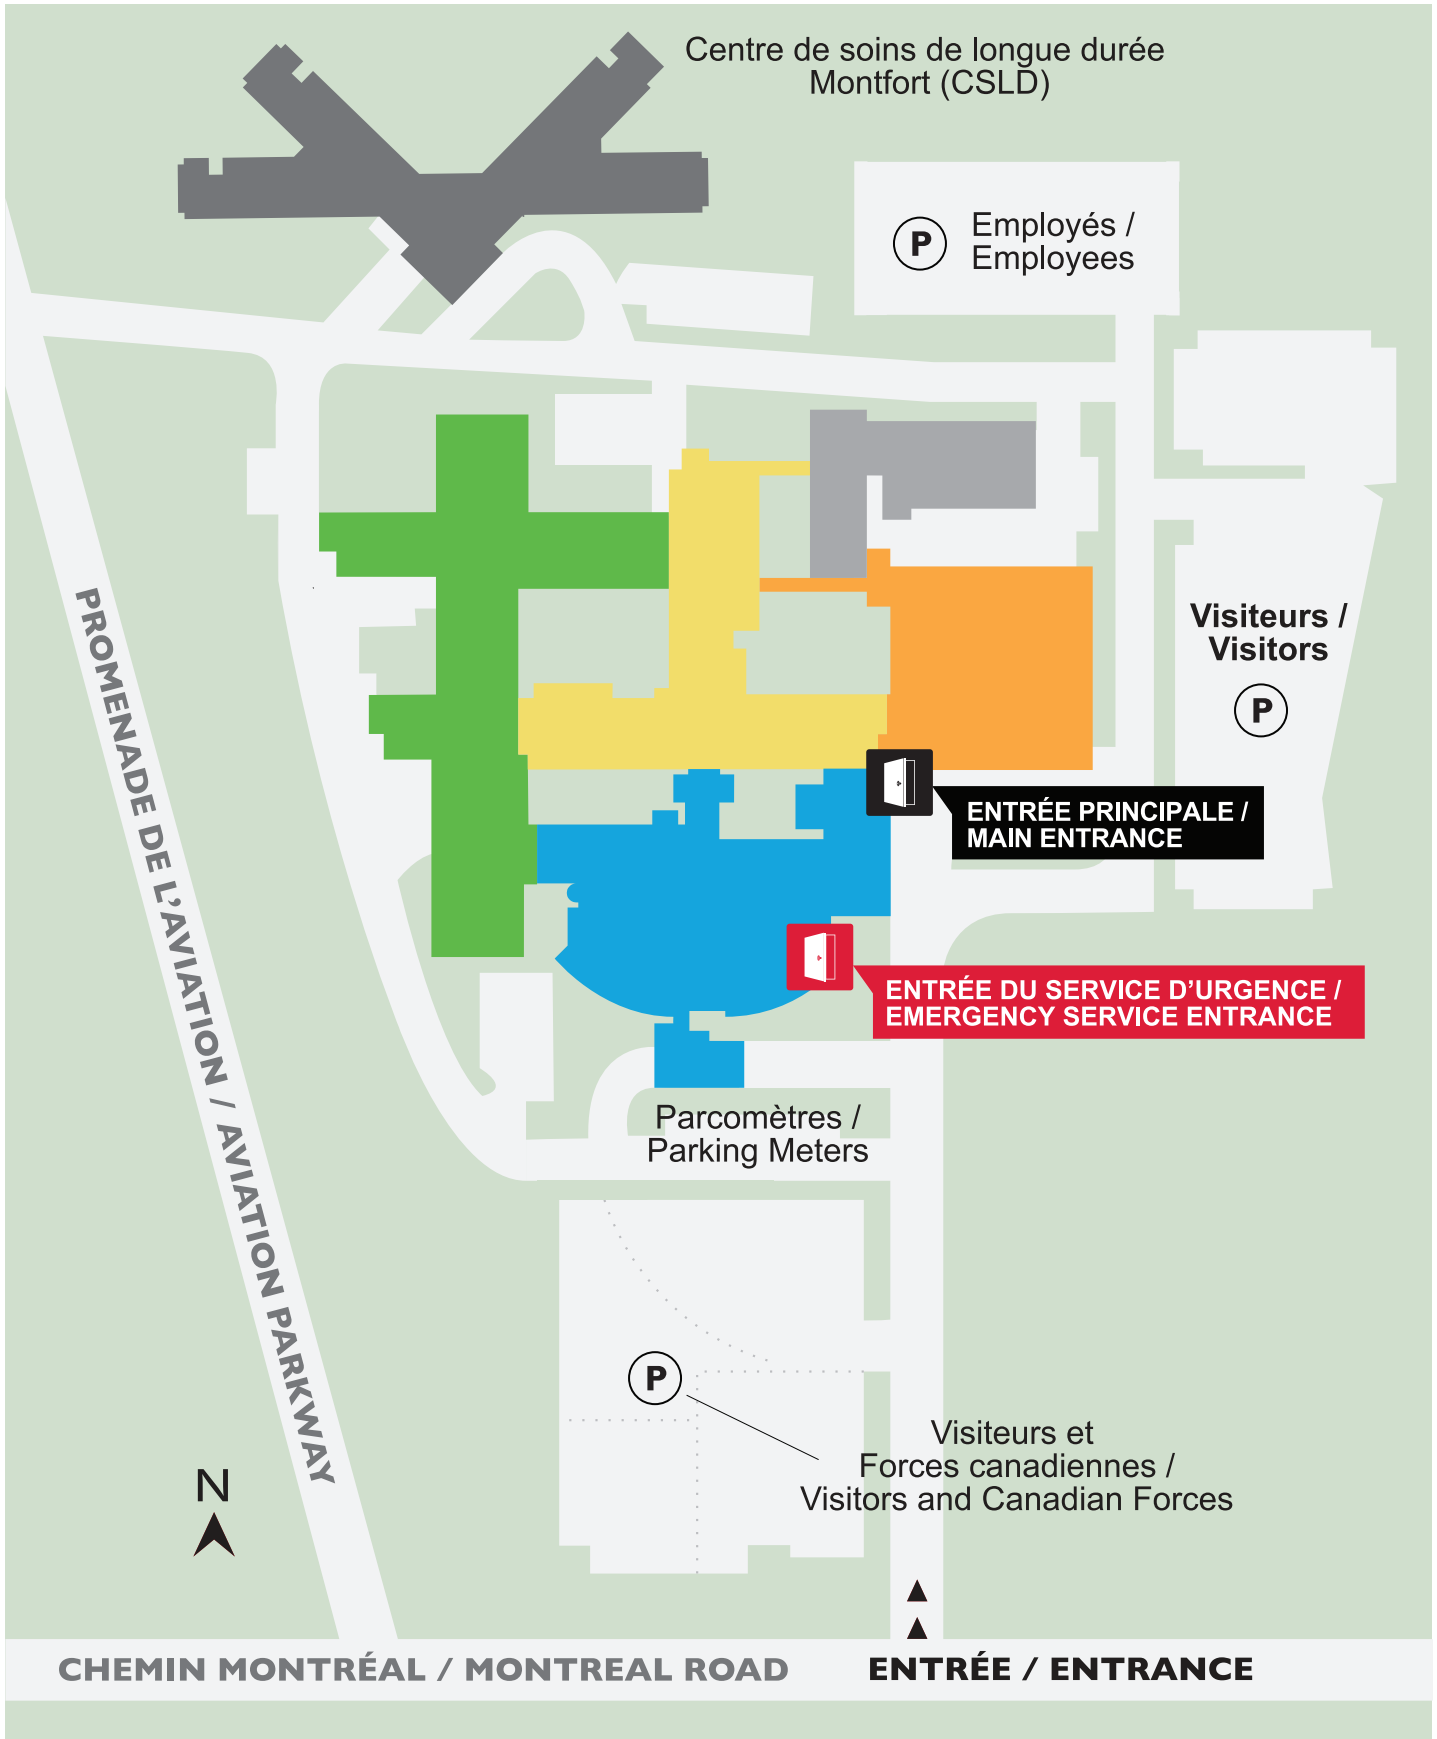 Centre de soins de longue durée
Montfort (CSLD)
P
Employés /
Employees
Visiteurs /
Visitors
P
ENTRÉE PRINCIPALE /
MAIN ENTRANCE
ENTRÉE DU SERVICE D'URGENCE /
EMERGENCY SERVICE ENTRANCE
PROMENADE DE L'AVIATION / AVIATION PARKWAY
Parcomètres /
Parking Meters
P
Visiteurs et
Forces canadiennes /
Visitors and Canadian Forces
N
CHEMIN MONTRÉAL / MONTREAL ROAD
ENTRÉE / ENTRANCE